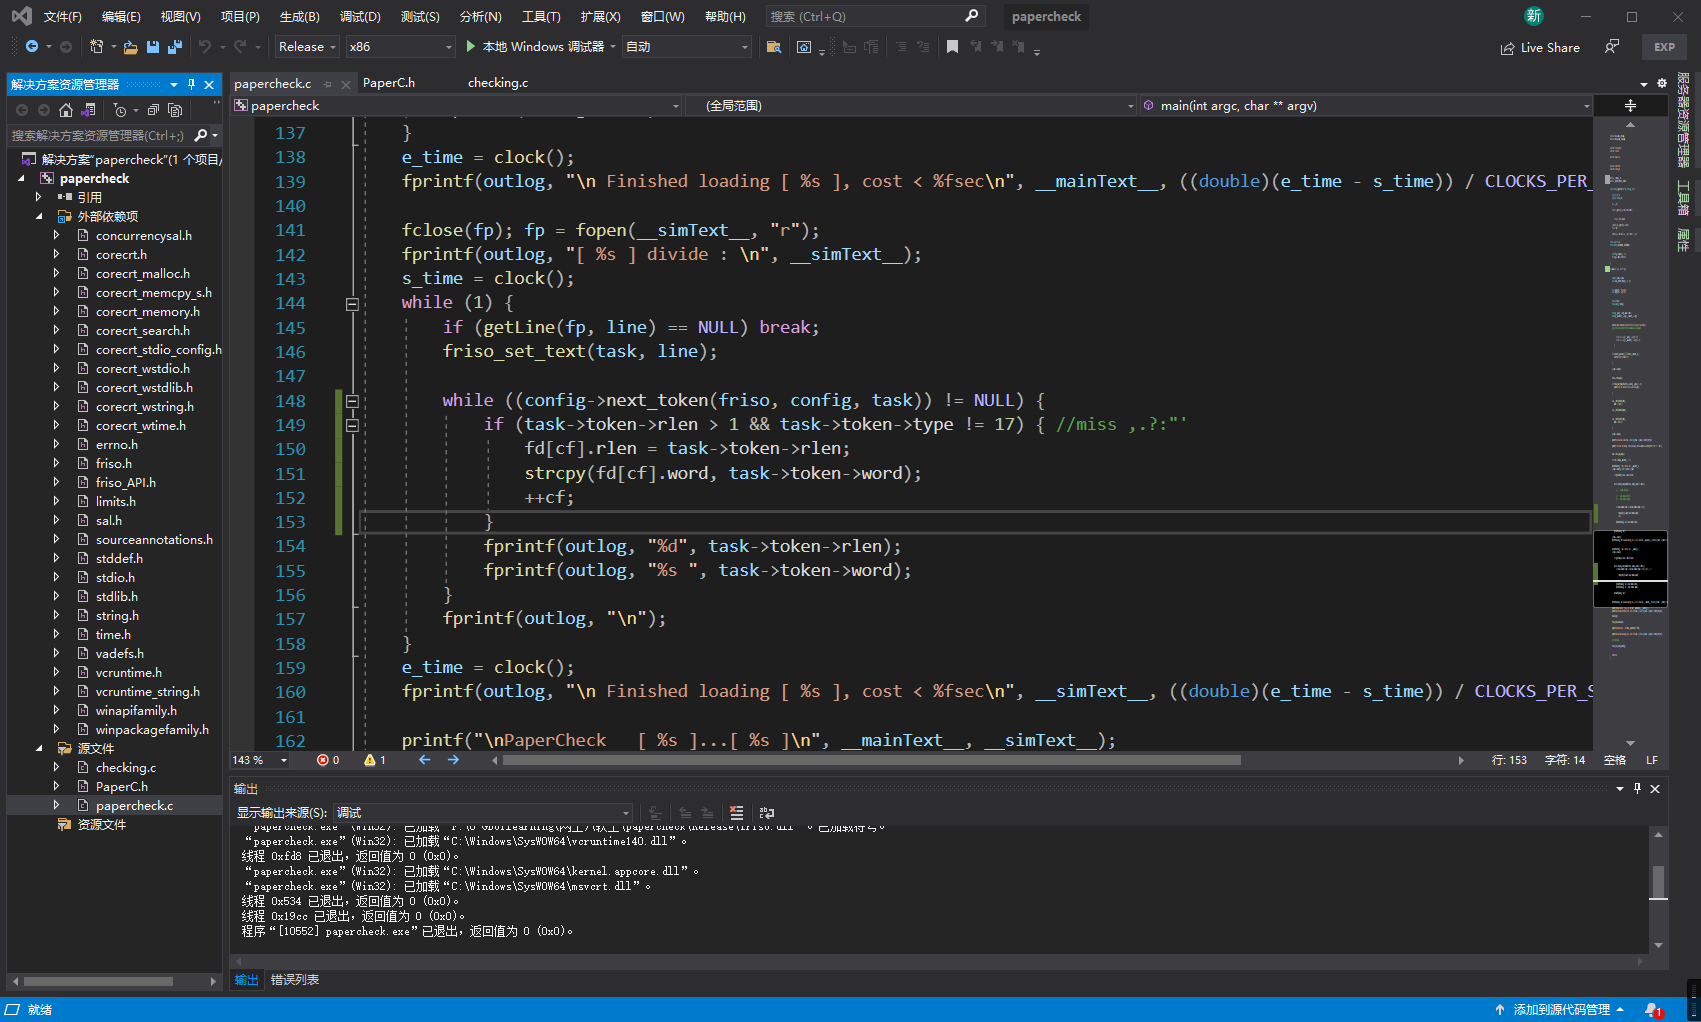 文件(F) 编辑(E) 视图(V) 项目(P) 生成(B) 调试(D) 测试(S) 分析(N) 工具(T) 扩展(X) 窗口(W) 帮助(H) 搜索 (Ctrl+Q) papercheck 新
Release x86 本地 Windows 调试器 自动 Live Share EXP
解决方案资源管理器
搜索解决方案资源管理器(Ctrl+;)
解决方案"papercheck"(1 个项目/
papercheck
引用
外部依赖项
concurrencysal.h
corecrt.h
corecrt_malloc.h
corecrt_memcpy_s.h
corecrt_memory.h
corecrt_search.h
corecrt_stdio_config.h
corecrt_wstdio.h
corecrt_wstdlib.h
corecrt_wstring.h
corecrt_wtime.h
errno.h
friso.h
friso_API.h
limits.h
sal.h
sourceannotations.h
stddef.h
stdio.h
stdlib.h
string.h
time.h
vadefs.h
vcruntime.h
vcruntime_string.h
winapifamily.h
winpackagefamily.h
源文件
checking.c
PaperC.h
papercheck.c
资源文件
papercheck.c PaperC.h checking.c
papercheck (全局范围) main(int argc, char ** argv)
137 }
138 e_time = clock();
139 fprintf(outlog, "\n Finished loading [ %s ], cost < %fsec\n", __mainText__, ((double)(e_time - s_time)) / CLOCKS_PER_
140
141 fclose(fp); fp = fopen(__simText__, "r");
142 fprintf(outlog, "[ %s ] divide : \n", __simText__);
143 s_time = clock();
144 while (1) {
145 if (getLine(fp, line) == NULL) break;
146 friso_set_text(task, line);
147
148 while ((config->next_token(friso, config, task)) != NULL) {
149 if (task->token->rlen > 1 && task->token->type != 17) { //miss ,.?:"'
150 fd[cf].rlen = task->token->rlen;
151 strcpy(fd[cf].word, task->token->word);
152 ++cf;
153 }
154 fprintf(outlog, "%d", task->token->rlen);
155 fprintf(outlog, "%s ", task->token->word);
156 }
157 fprintf(outlog, "\n");
158 }
159 e_time = clock();
160 fprintf(outlog, "\n Finished loading [ %s ], cost < %fsec\n", __simText__, ((double)(e_time - s_time)) / CLOCKS_PER_S
161
162 printf("\nPaperCheck   [ %s ]...[ %s ]\n", __mainText__, __simText__);
143 % 0 1 行: 153 字符: 14 空格 LF
输出
显示输出来源(S): 调试
“papercheck.exe”(Win32): 已加载“C:\Windows\SysWOW64\vcruntime140.dll”。
线程 0xfd8 已退出，返回值为 0 (0x0)。
“papercheck.exe”(Win32): 已加载“C:\Windows\SysWOW64\kernel.appcore.dll”。
“papercheck.exe”(Win32): 已加载“C:\Windows\SysWOW64\msvcrt.dll”。
线程 0x534 已退出，返回值为 0 (0x0)。
线程 0x19cc 已退出，返回值为 0 (0x0)。
程序“[10552] papercheck.exe”已退出，返回值为 0 (0x0)。
输出 错误列表
就绪 添加到源代码管理 1
服务器资源管理器
工具箱
属性